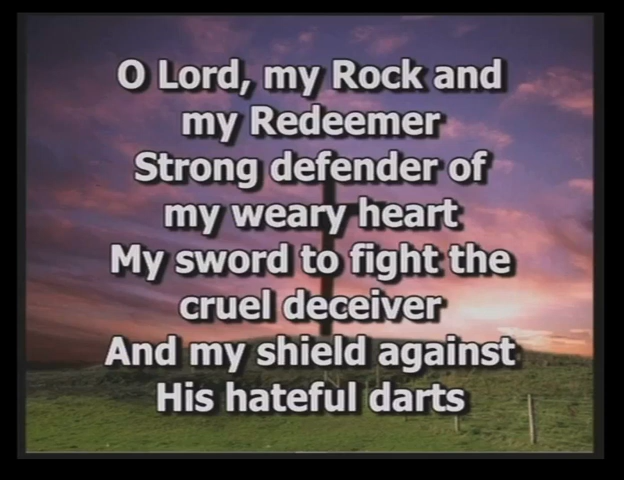 O Lord, my Rock and
my Redeemer
Strong defender of
my weary heart
My sword to fight the
cruel deceiver
And my shield against
His hateful darts